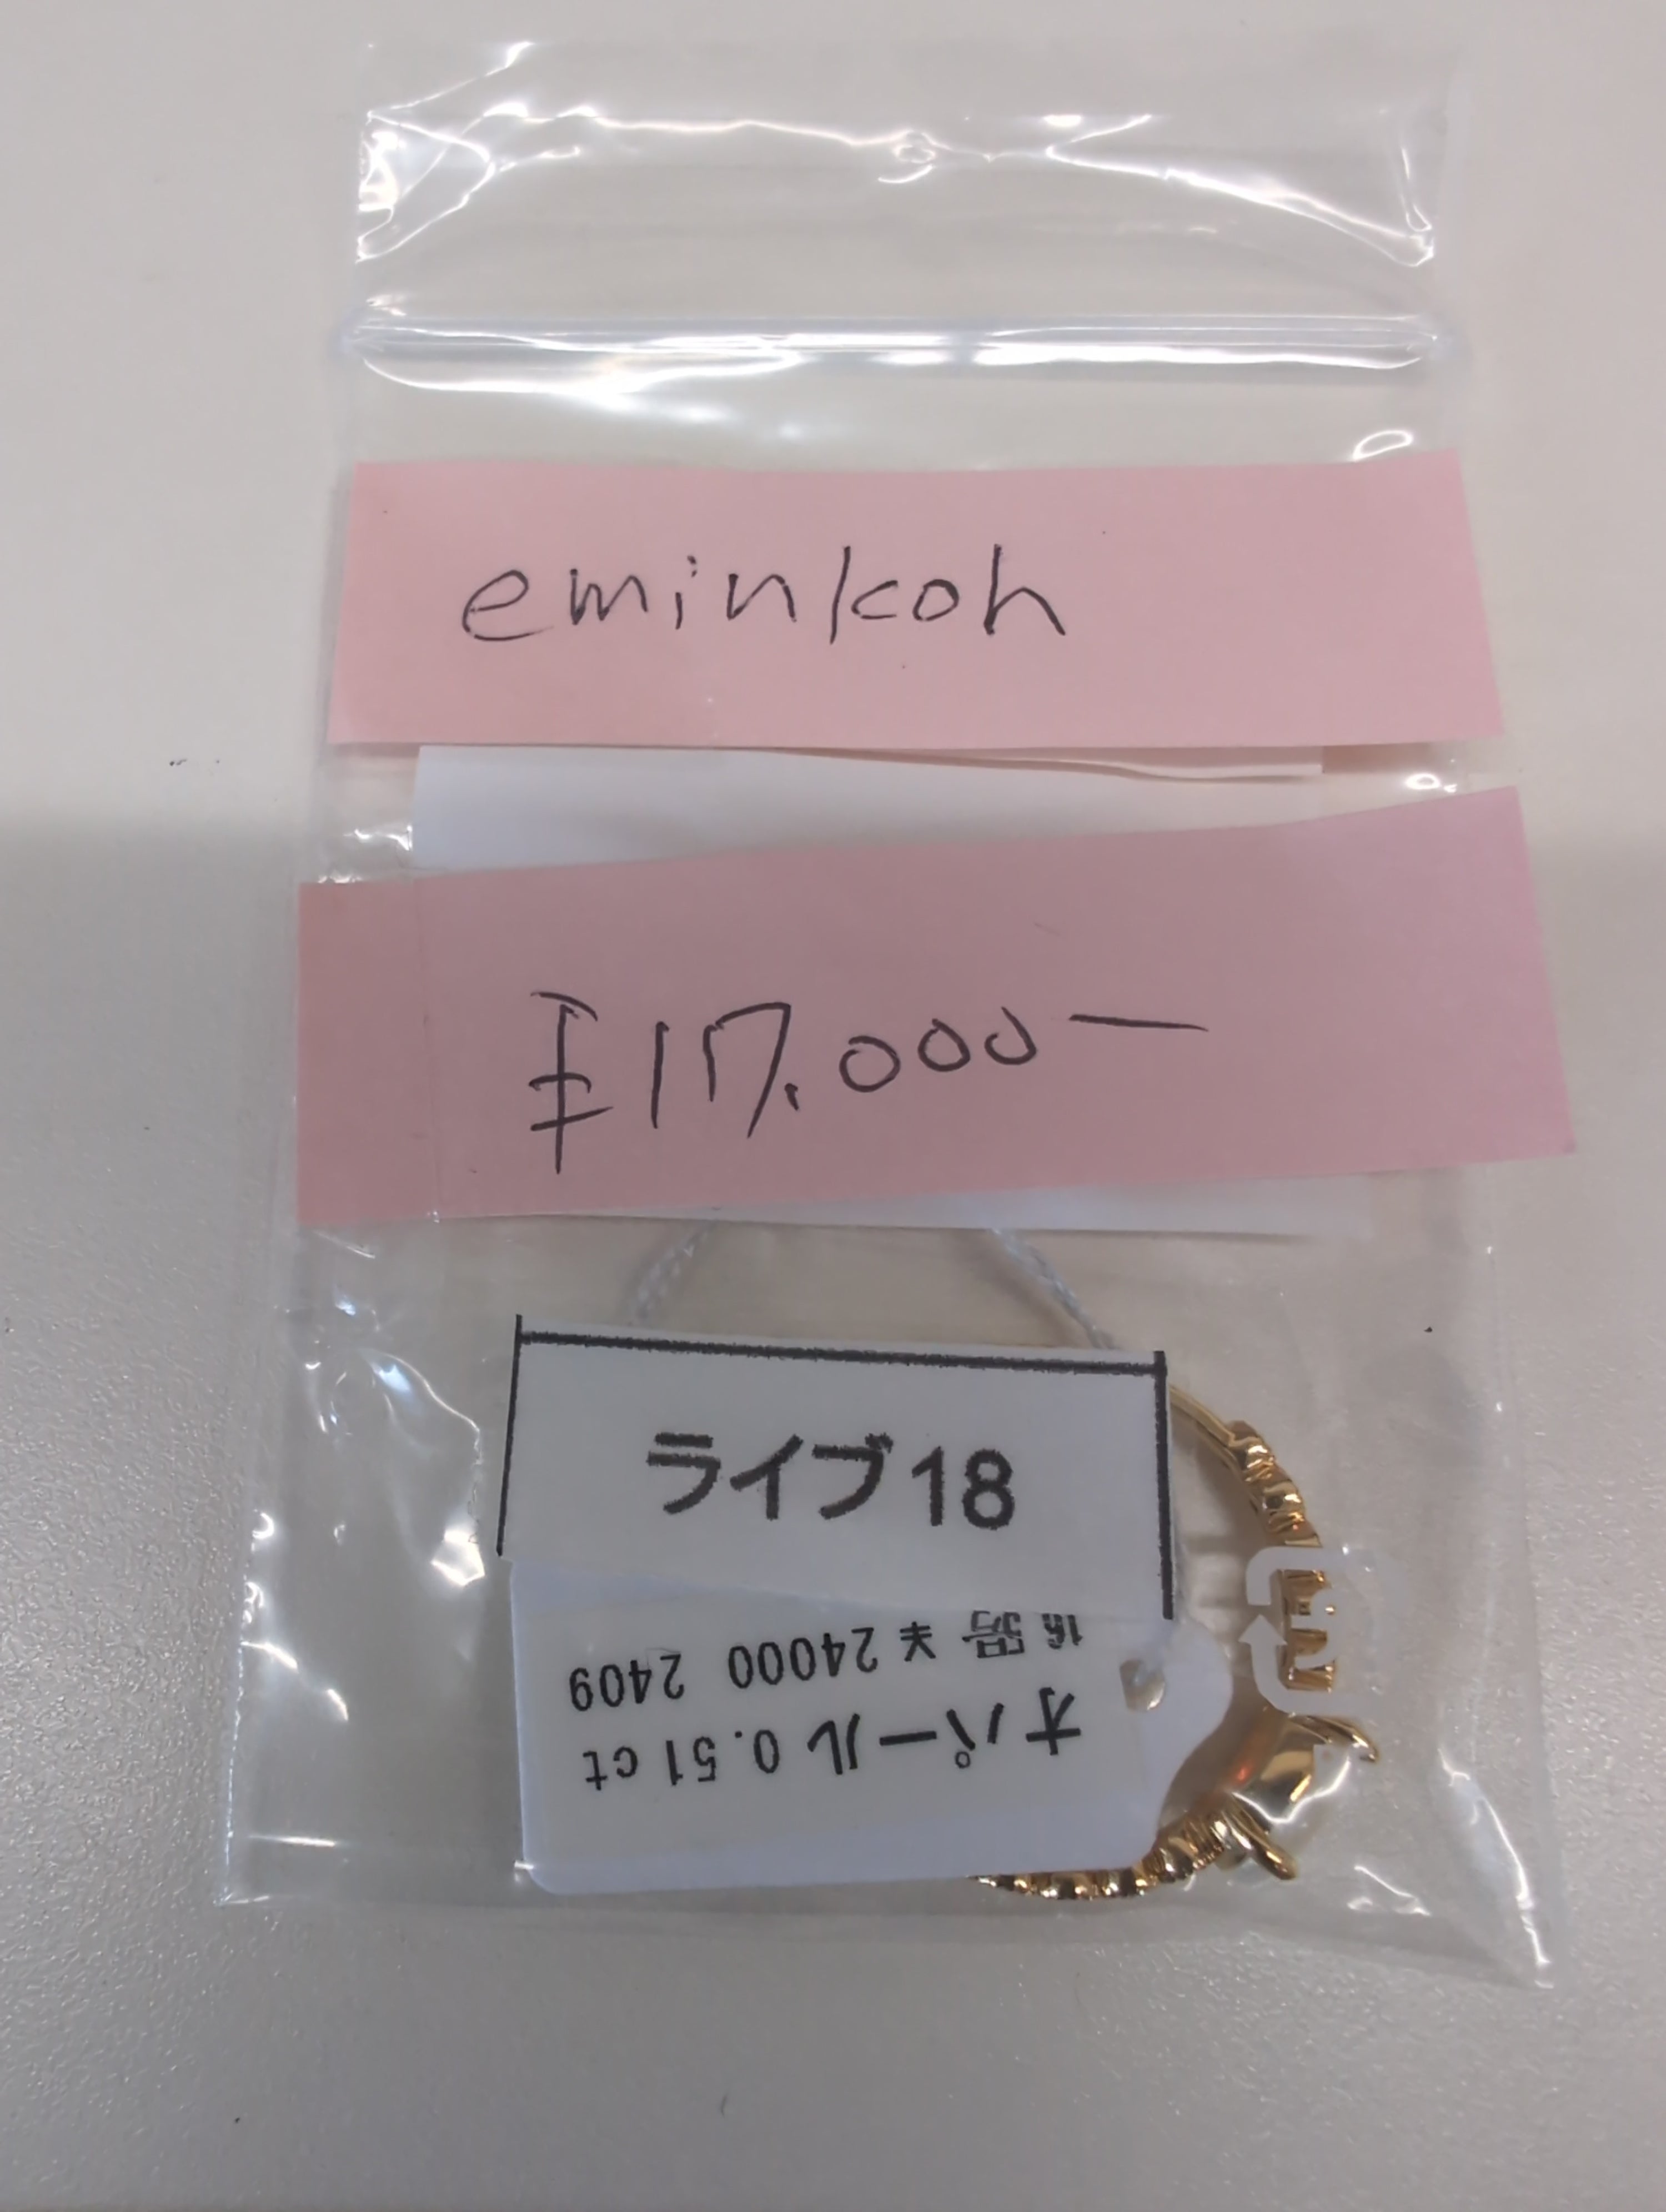 eminkoh
¥17.000ー
ライブ18
オパール 0.51ct
16号 ¥24000 2409